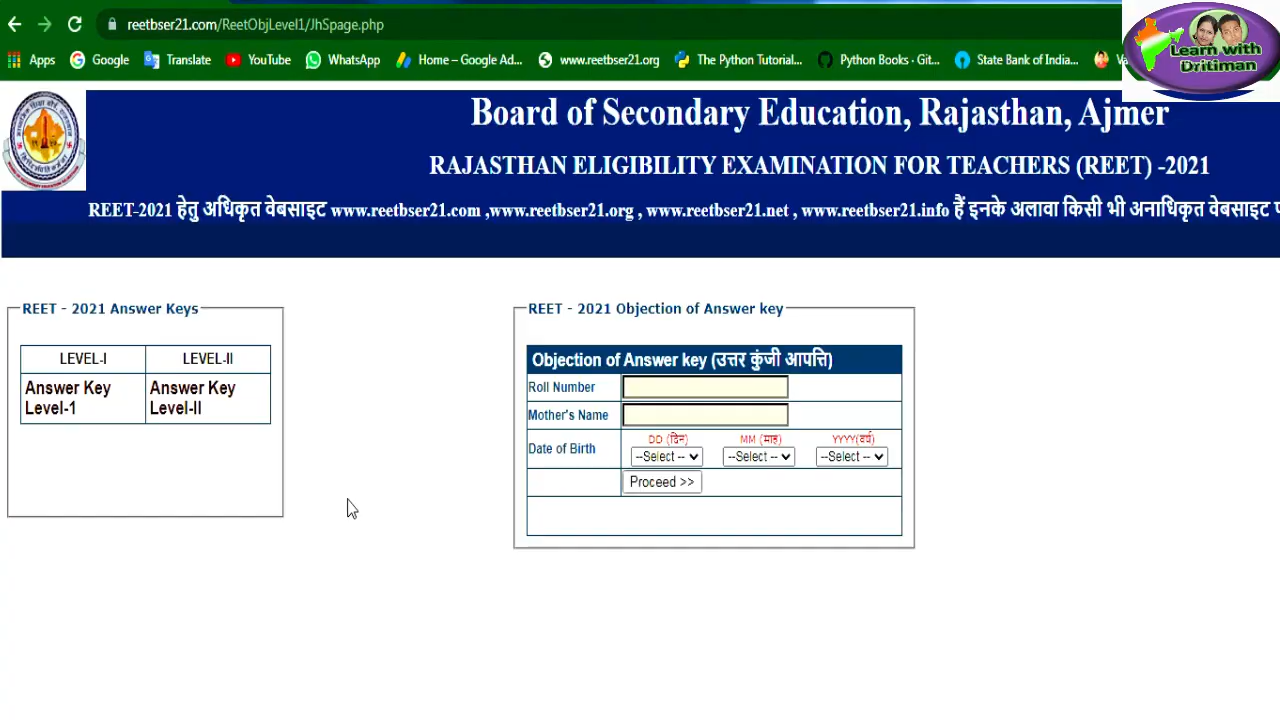 reetbser21.com/ReetObjLevel1/JhSpage.php
Apps Google Translate YouTube WhatsApp Home – Google Ad... www.reetbser21.org The Python Tutorial... Python Books · Git... State Bank of India...
Learn with
Dritiman
Board of Secondary Education, Rajasthan, Ajmer
RAJASTHAN ELIGIBILITY EXAMINATION FOR TEACHERS (REET) -2021
REET-2021 हेतु अधिकृत वेबसाइट www.reetbser21.com ,www.reetbser21.org , www.reetbser21.net , www.reetbser21.info हैं इनके अलावा किसी भी अनाधिकृत वेबसाइट
REET - 2021 Answer Keys
LEVEL-I LEVEL-II
Answer Key Level-1
Answer Key Level-II
REET - 2021 Objection of Answer key
Objection of Answer key (उत्तर कुंजी आपत्ति)
Roll Number
Mother's Name
DD (दिन) MM (माह) YYYY(वर्ष)
Date of Birth --Select -- --Select -- --Select --
Proceed >>